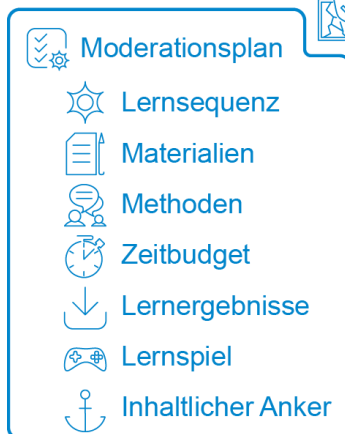 Moderationsplan
Lernsequenz
Materialien
Methoden
Zeitbudget
Lernergebnisse
Lernspiel
Inhaltlicher Anker